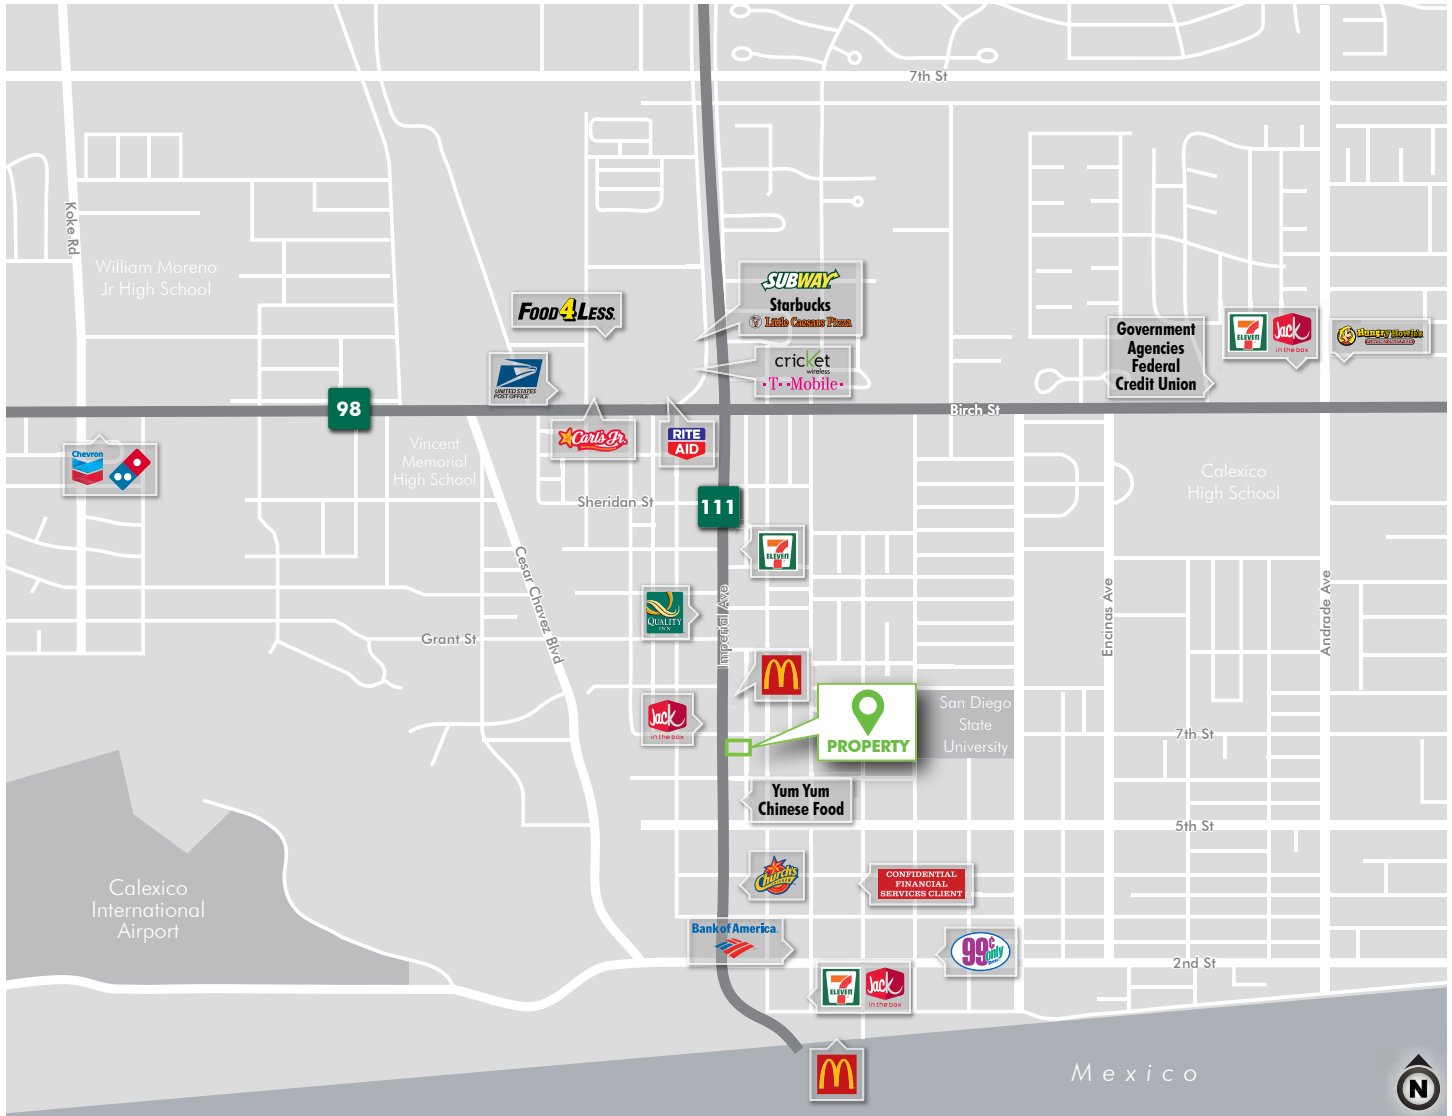 7th St
Koke Rd
William Moreno
Jr High School
SUBWAY
Starbucks
Little Caesars Pizza
FOOD 4 LESS.
cricket
wireless
T··Mobile·
UNITED STATES
POST OFFICE
Government
Agencies
Federal
Credit Union
7
ELEVEN
Jack
in the box
Hungry Howie's
98
Birch St
Chevron
Vincent
Memorial
High School
Carl's Jr.
RITE
AID
Calexico
High School
Sheridan St
111
7
ELEVEN
Cesar Chavez Blvd
QUALITY
INN
Imperial Ave
Encinas Ave
Andrade Ave
Grant St
Jack
in the box
PROPERTY
San Diego
State
University
7th St
Yum Yum
Chinese Food
5th St
Church's
CONFIDENTIAL
FINANCIAL
SERVICES CLIENT
Calexico
International
Airport
Bank of America
99¢
only
2nd St
7
ELEVEN
Jack
in the box
Mexico
N